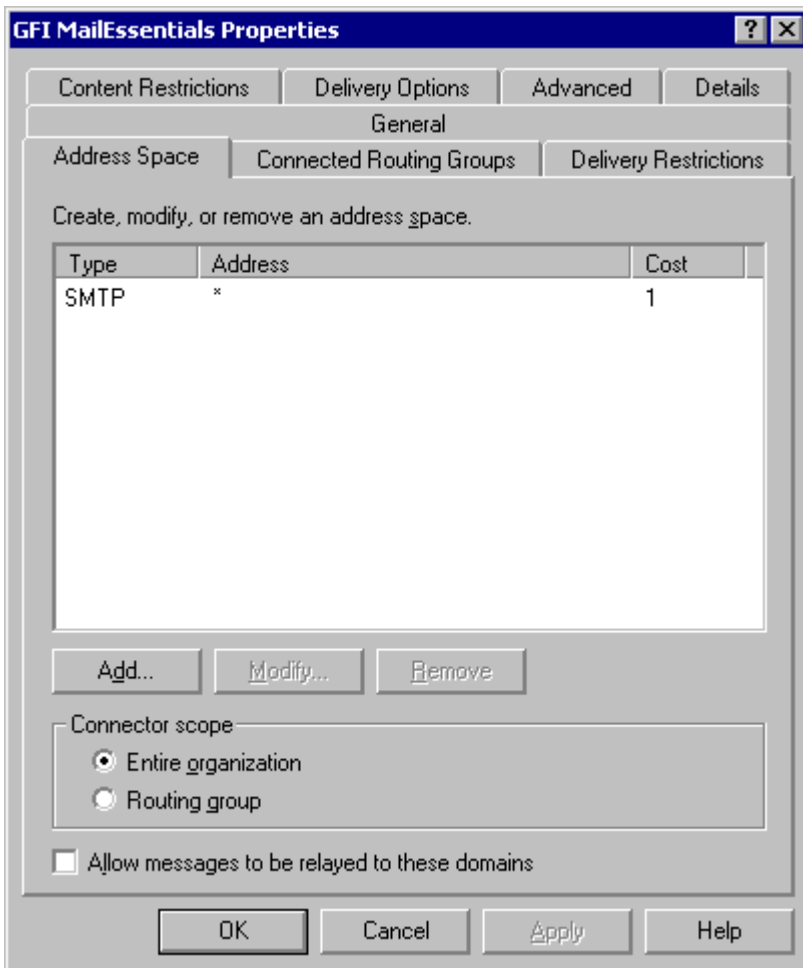 GFI MailEssentials Properties
Content Restrictions Delivery Options Advanced Details
General
Address Space Connected Routing Groups Delivery Restrictions
Create, modify, or remove an address space.
Type Address Cost
SMTP * 1
Add... Modify... Remove
Connector scope
Entire organization
Routing group
Allow messages to be relayed to these domains
OK Cancel Apply Help